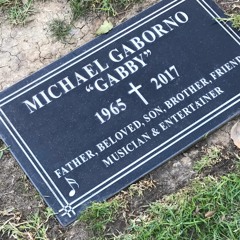 MICHAEL GABORNO
"GABBY"
1965 2017
FATHER, BELOVED, SON, BROTHER, FRIEND
MUSICIAN & ENTERTAINER